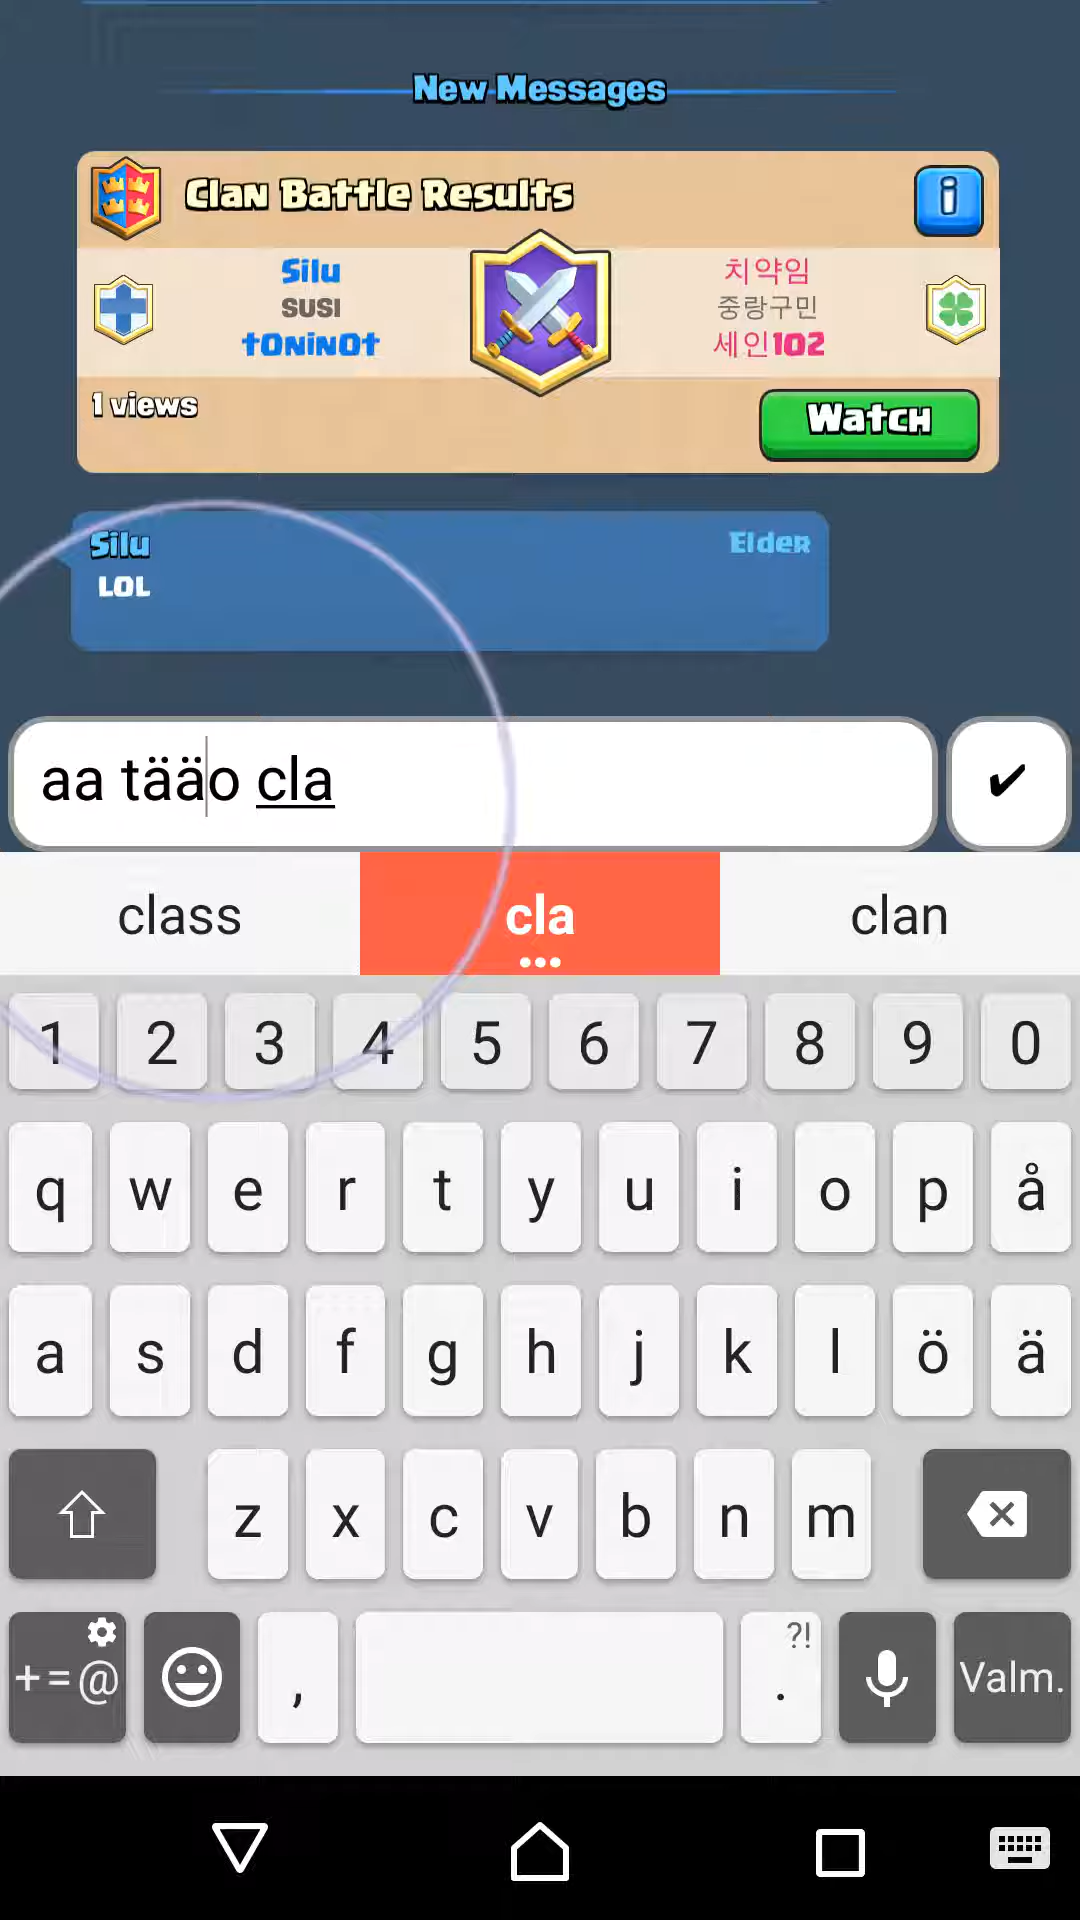 New Messages
Clan Battle Results
i
Silu
SUSI
tONiNOt
치약임
중랑구민
세인102
1 views
Watch
Silu
Elder
LOL
aa tääo cla
✔
class
cla
clan
1 2 3 4 5 6 7 8 9 0
q w e r t y u i o p å
a s d f g h j k l ö ä
z x c v b n m
+=@
,
?!
.
Valm.